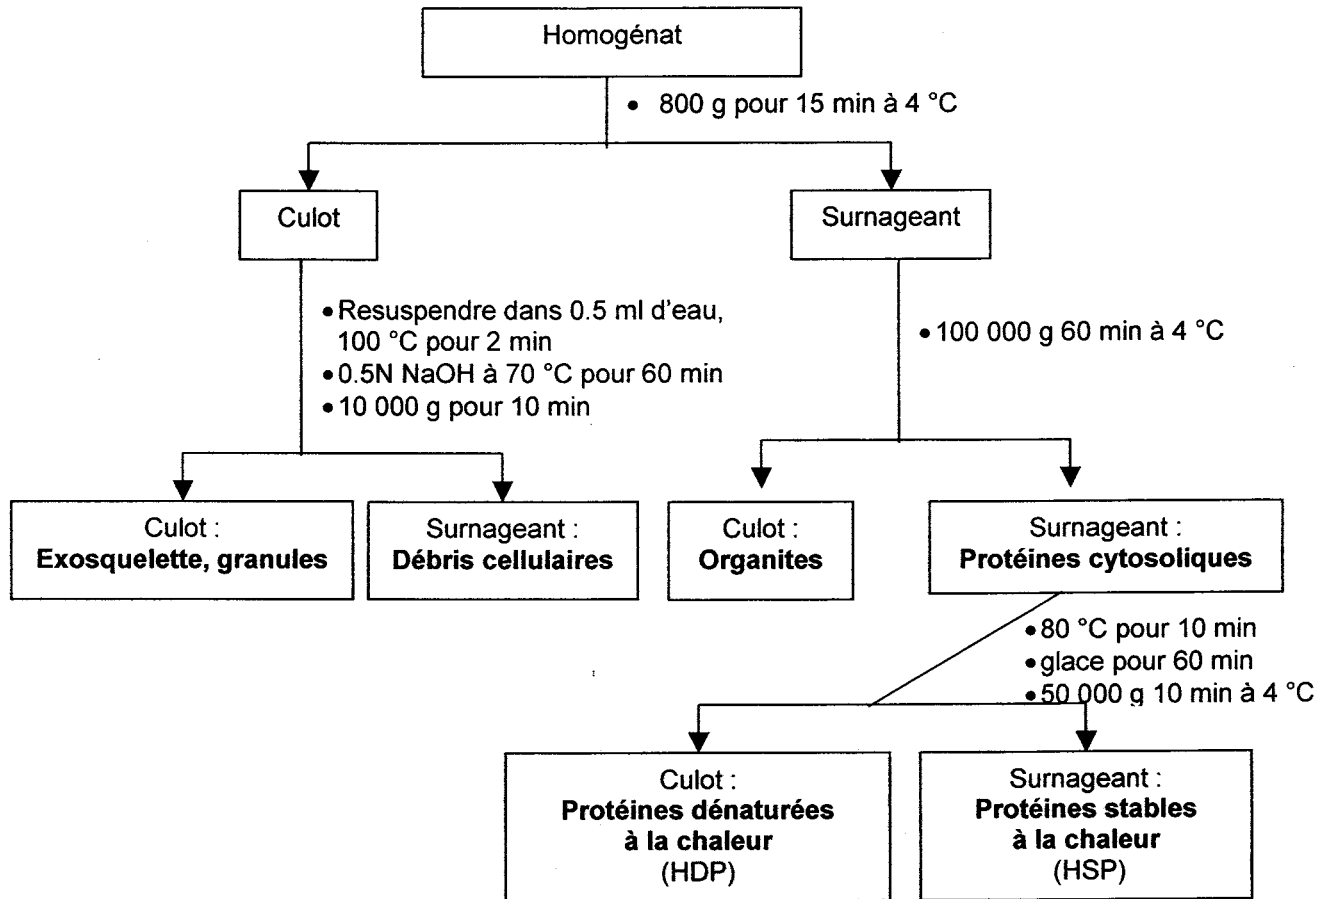 Homogénat
• 800 g pour 15 min à 4 °C
Culot
Surnageant
• Resuspendre dans 0.5 ml d'eau,
100 °C pour 2 min
• 0.5N NaOH à 70 °C pour 60 min
• 10 000 g pour 10 min
• 100 000 g 60 min à 4 °C
Culot :
Exosquelette, granules
Surnageant :
Débris cellulaires
Culot :
Organites
Surnageant :
Protéines cytosoliques
• 80 °C pour 10 min
• glace pour 60 min
• 50 000 g 10 min à 4 °C
Culot :
Protéines dénaturées
à la chaleur
(HDP)
Surnageant :
Protéines stables
à la chaleur
(HSP)